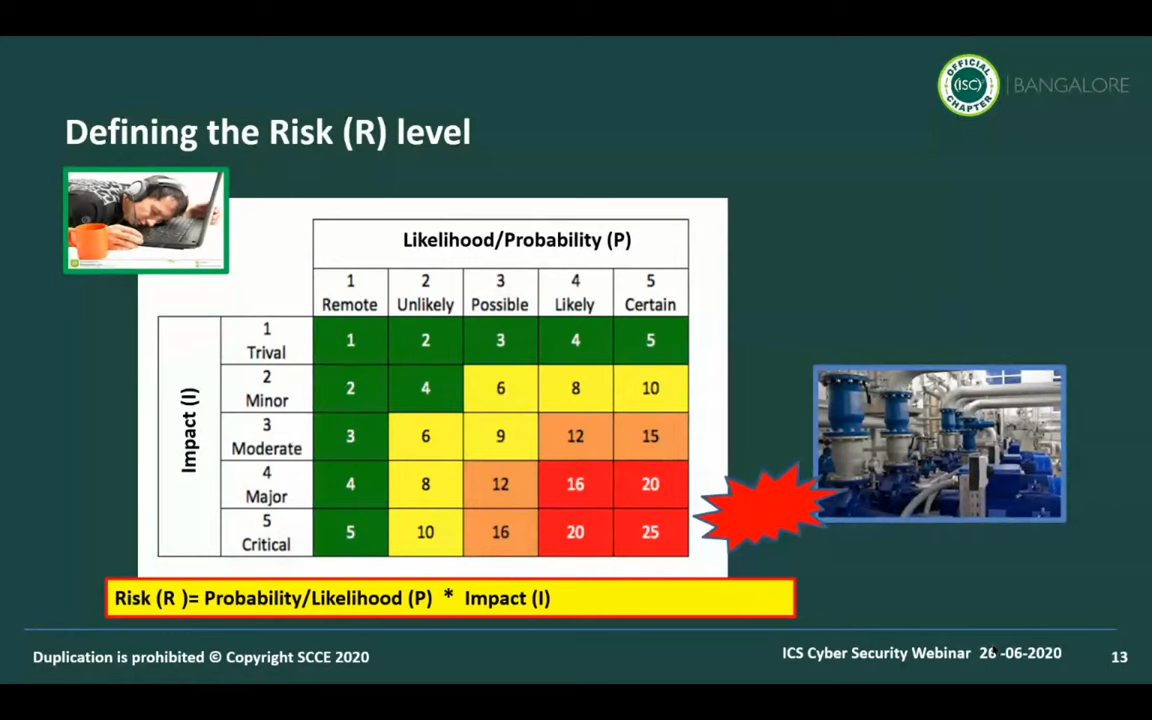 OFFICIAL
(ISC)²
CHAPTER
BANGALORE
Defining the Risk (R) level
Likelihood/Probability (P)
1 2 3 4 5
Remote Unlikely Possible Likely Certain
Impact (I)
1
Trival 1 2 3 4 5
2
Minor 2 4 6 8 10
3
Moderate 3 6 9 12 15
4
Major 4 8 12 16 20
5
Critical 5 10 16 20 25
Risk (R )= Probability/Likelihood (P) * Impact (I)
Duplication is prohibited © Copyright SCCE 2020
ICS Cyber Security Webinar 26 -06-2020
13